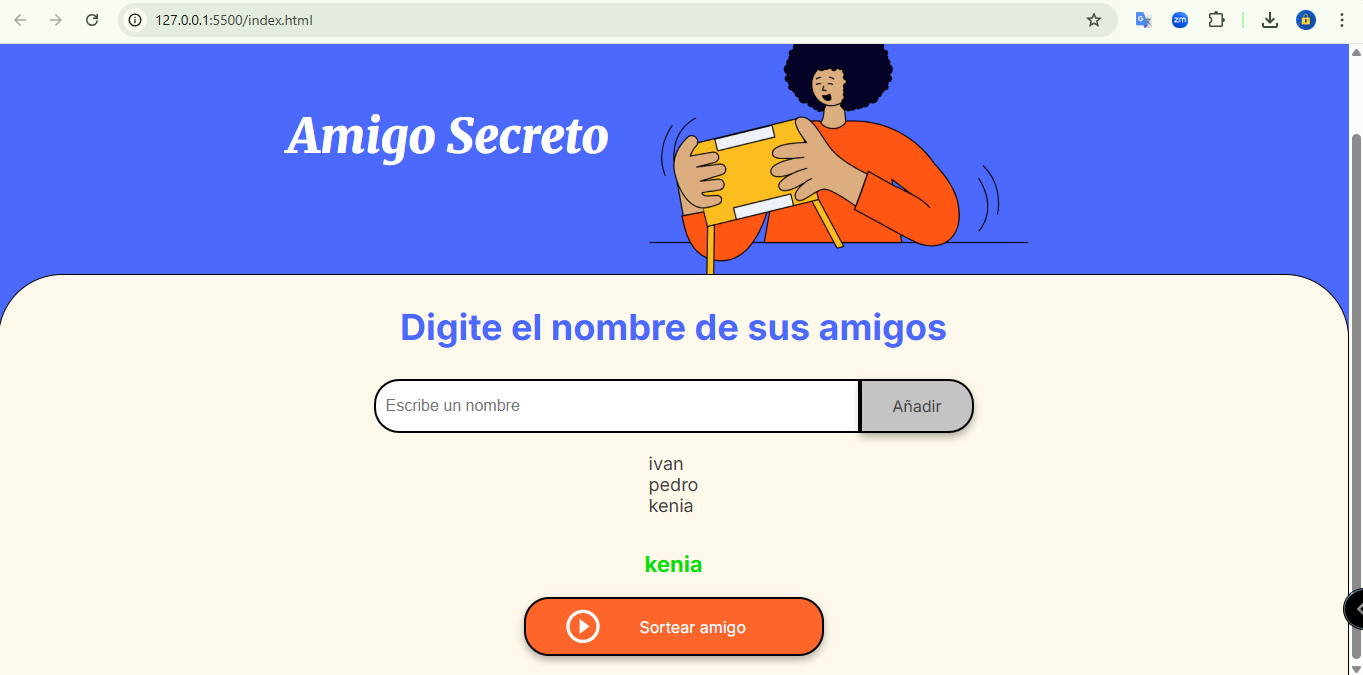 127.0.0.1:5500/index.html
zm
Amigo Secreto
Digite el nombre de sus amigos
Escribe un nombre
Añadir
ivan
pedro
kenia
kenia
Sortear amigo